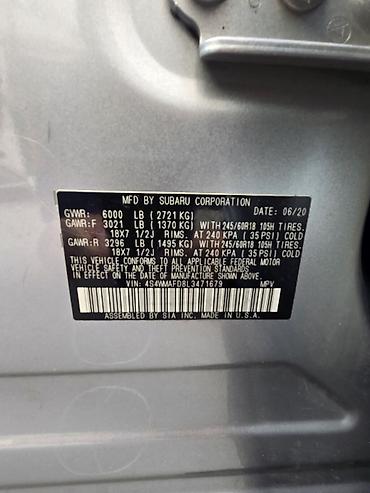 MFD BY SUBARU CORPORATION
GVWR: 6000 LB ( 2721 KG) DATE: 06/20
GAWR:F 3021 LB ( 1370 KG) WITH 245/60R18 105H TIRES.
18X7 1/2J RIMS. AT 240 KPA ( 35 PSI) COLD
GAWR:R 3296 LB ( 1495 KG) WITH 245/60R18 105H TIRES.
18X7 1/2J RIMS. AT 240 KPA ( 35 PSI) COLD
THIS VEHICLE CONFORMS TO ALL APPLICABLE FEDERAL MOTOR
VEHICLE SAFETY AND THEFT PREVENTION STANDARDS
IN EFFECT ON THE DATE OF MANUFACTURE SHOWN ABOVE.
VIN: 4S4WMAFD8L3471679 MPV
ASSEMBLED BY SIA INC. MADE IN U.S.A.